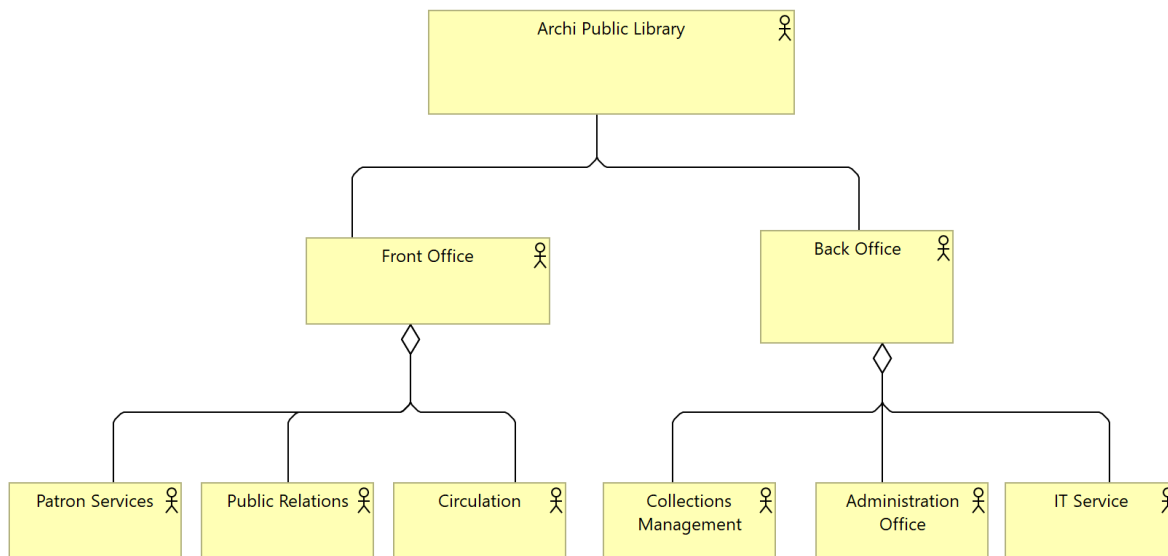 Archi Public Library
Front Office
Back Office
Patron Services
Public Relations
Circulation
Collections
Management
Administration
Office
IT Service